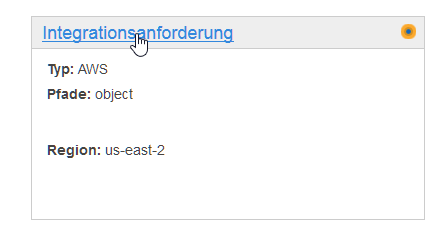 Integrationsanforderung
Typ: AWS
Pfade: object
Region: us-east-2